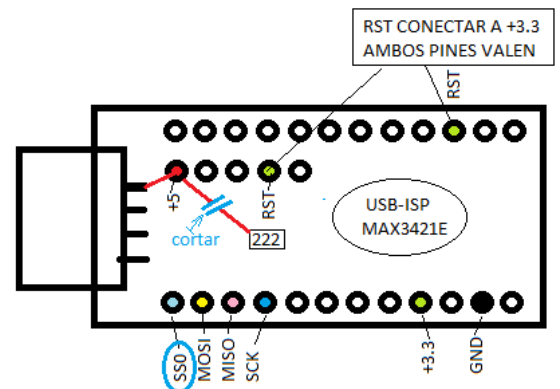 RST CONECTAR A +3.3
AMBOS PINES VALEN
RST
+5
RST
cortar
222
USB-ISP
MAX3421E
SS0
MOSI
MISO
SCK
+3.3
GND